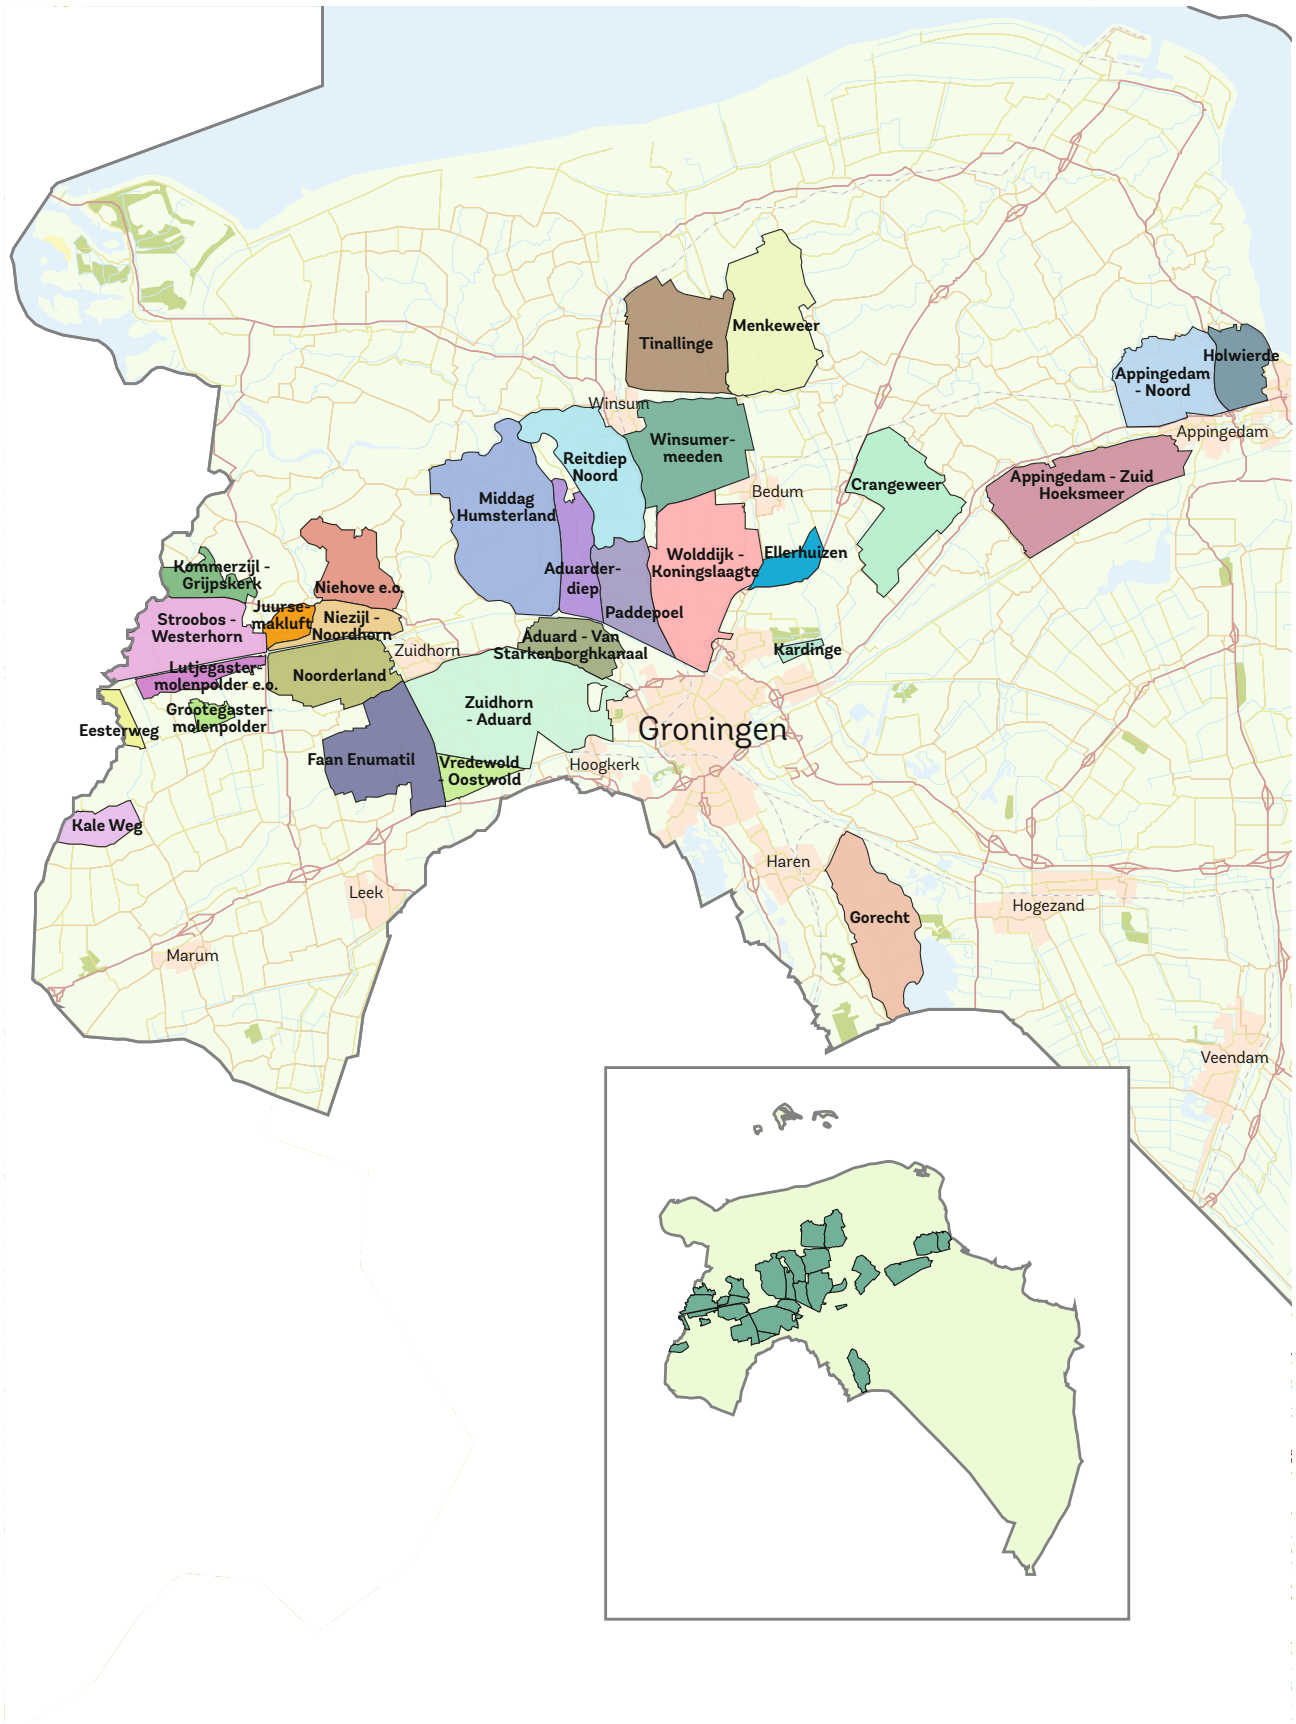 Menkeweer
Tinallinge
Holwierde
Appingedam
- Noord
Winsum
Appingedam
Winsumer-
meeden
Reitdiep
Noord
Appingedam - Zuid
Hoeksmeer
Crangeweer
Bedum
Middag
Humsterland
Ellerhuizen
Wolddijk -
Koningslaagte
Kommerzijl -
Grijpskerk
Aduarder-
diep
Niehove e.o.
Juurse-
makluft
Paddepoel
Niezijl -
Noordhorn
Stroobos -
Westerhorn
Aduard - Van
Starkenborghkanaal
Kardinge
Zuidhorn
Lutjegaster-
molenpolder e.o.
Noorderland
Zuidhorn
- Aduard
Grootegaster-
molenpolder
Eesterweg
Groningen
Faan Enumatil
Vredewold
- Oostwold
Hoogkerk
Kale Weg
Haren
Leek
Hogezand
Gorecht
Marum
Veendam